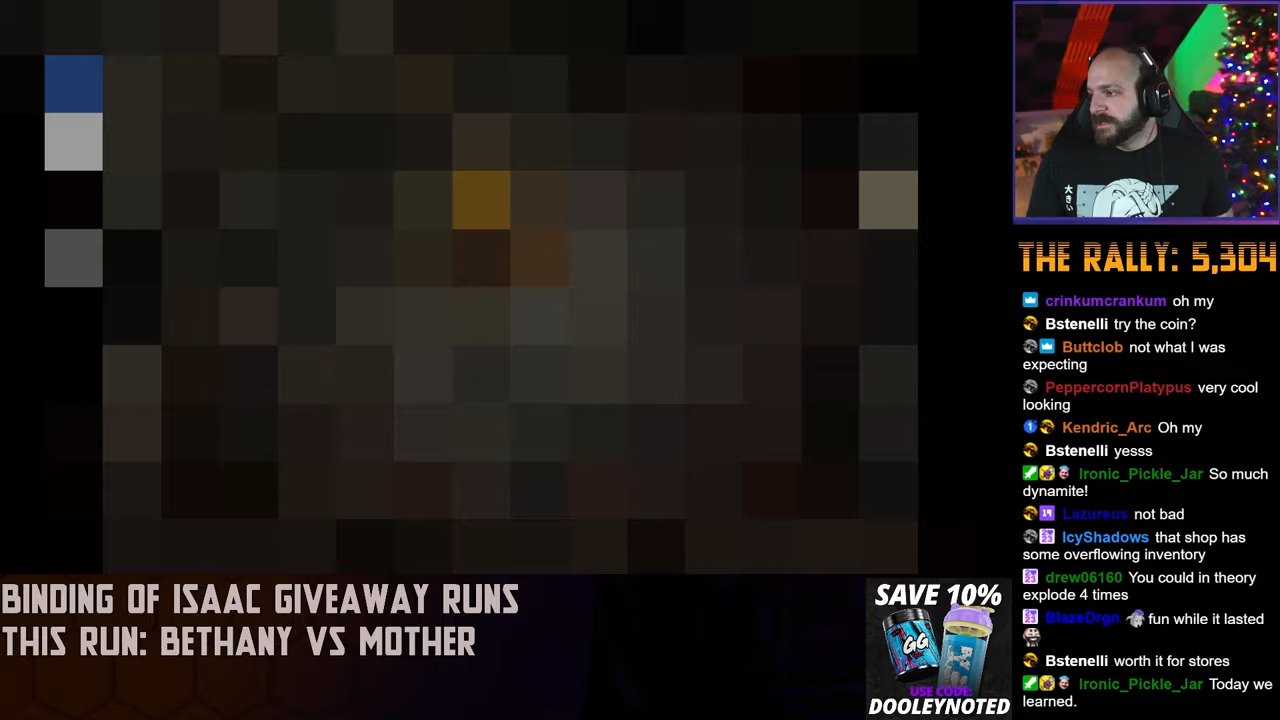 THE RALLY: 5,304
crinkumcrankum oh my
Bstenelli try the coin?
Buttclob not what I was
expecting
PeppercornPlatypus very cool
looking
1 Kendric_Arc Oh my
Bstenelli yesss
Ironic_Pickle_Jar So much
dynamite!
19 Lazureus not bad
IcyShadows that shop has
some overflowing inventory
drew06160 You could in theory
explode 4 times
BlazeDrgn fun while it lasted
Bstenelli worth it for stores
Ironic_Pickle_Jar Today we
learned.
BINDING OF ISAAC GIVEAWAY RUNS
THIS RUN: BETHANY VS MOTHER
SAVE 10%
GG
USE CODE:
DOOLEYNOTED